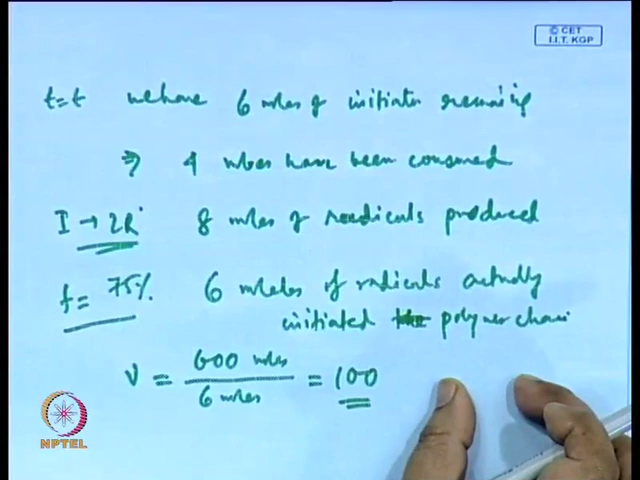 © CET
I.I.T. KGP
t=t we have 6 moles of initiator remaining
⇒ 4 moles have been consumed
I → 2R˙ 8 moles of radicals produced
f = 75% 6 moles of radicals actually
initiated polymer chain
ν = 600 moles / 6 moles = 100
NPTEL